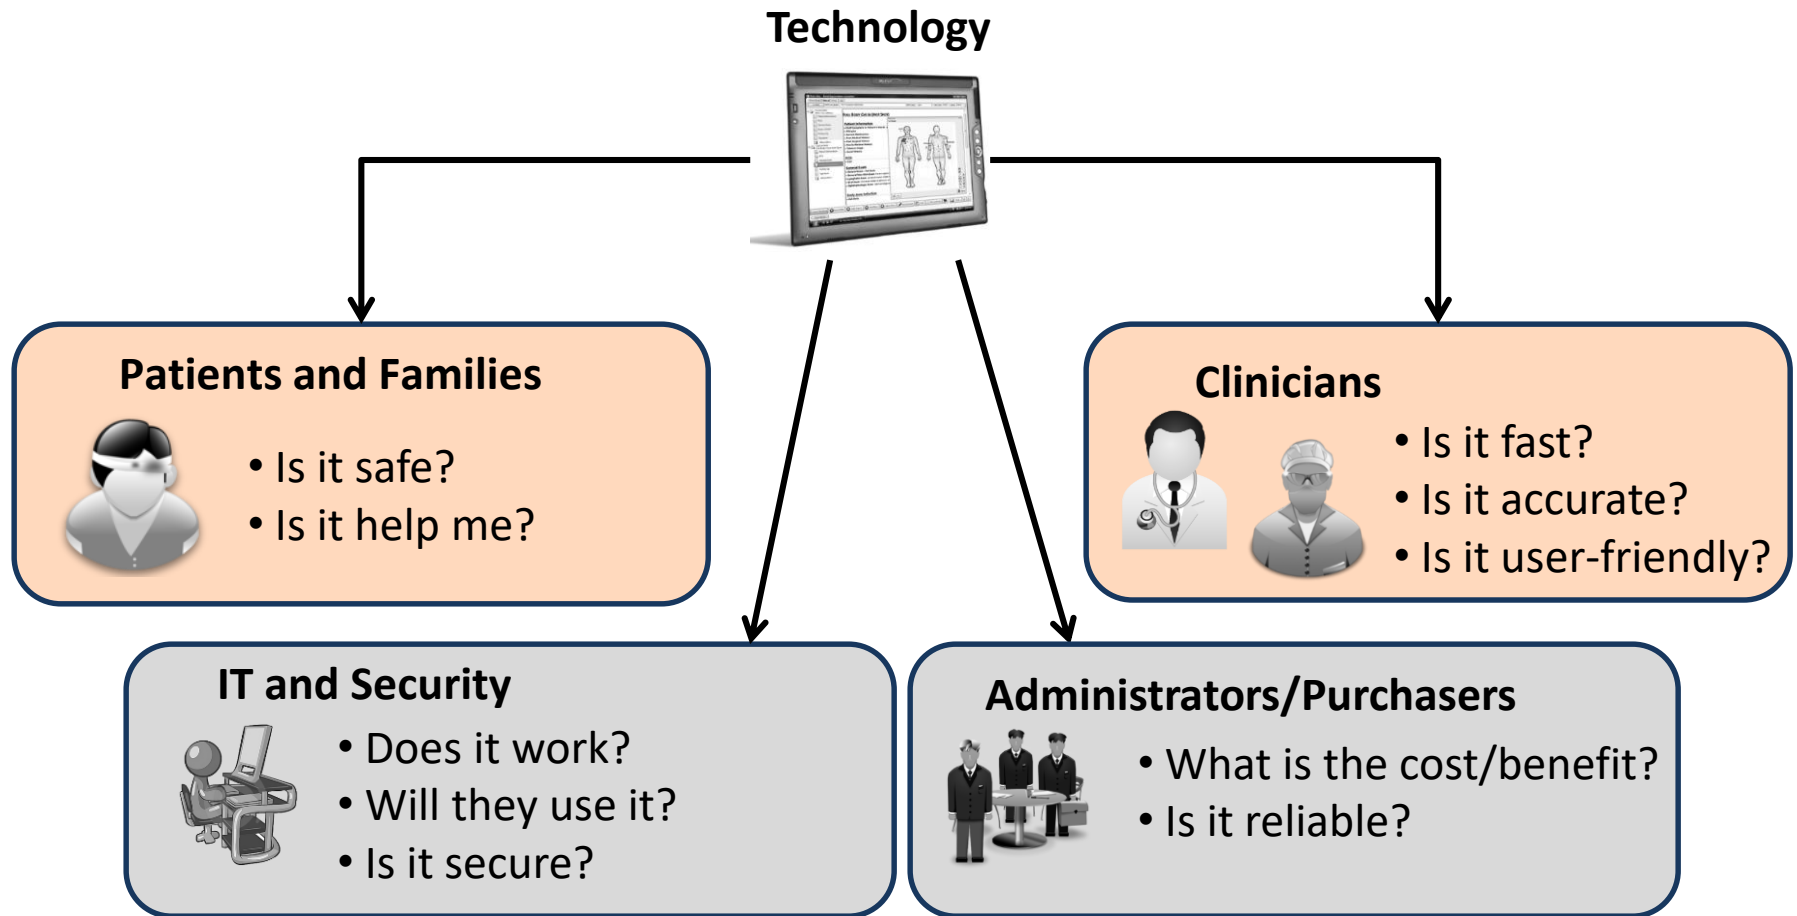 Technology
Patients and Families
• Is it safe?
• Is it help me?
Clinicians
• Is it fast?
• Is it accurate?
• Is it user-friendly?
IT and Security
• Does it work?
• Will they use it?
• Is it secure?
Administrators/Purchasers
• What is the cost/benefit?
• Is it reliable?